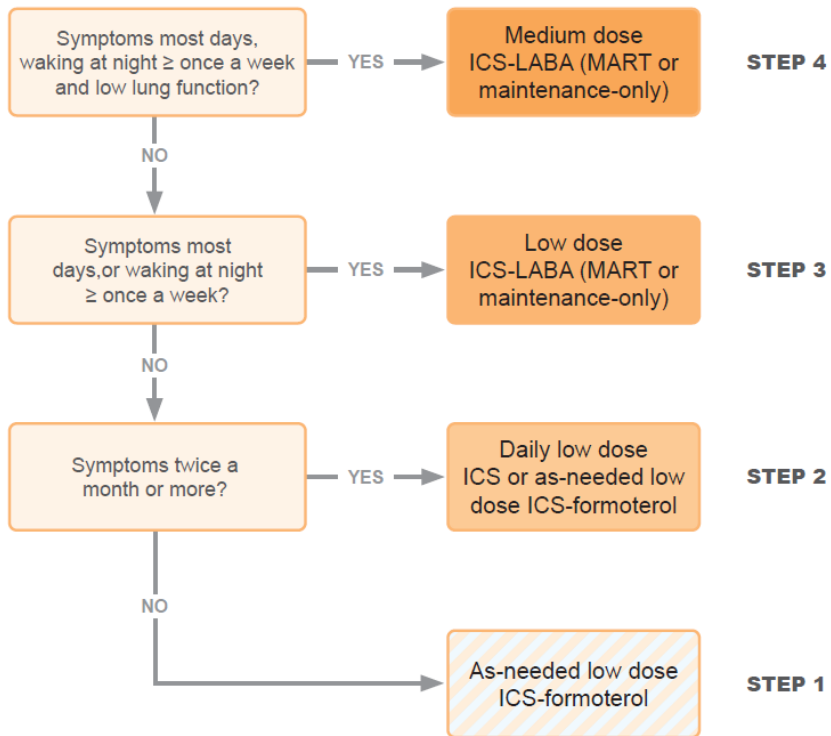 Symptoms most days,
waking at night ≥ once a week
and low lung function?
YES
Medium dose
ICS-LABA (MART or
maintenance-only)
STEP 4
NO
Symptoms most
days,or waking at night
≥ once a week?
YES
Low dose
ICS-LABA (MART or
maintenance-only)
STEP 3
NO
Symptoms twice a
month or more?
YES
Daily low dose
ICS or as-needed low
dose ICS-formoterol
STEP 2
NO
As-needed low dose
ICS-formoterol
STEP 1